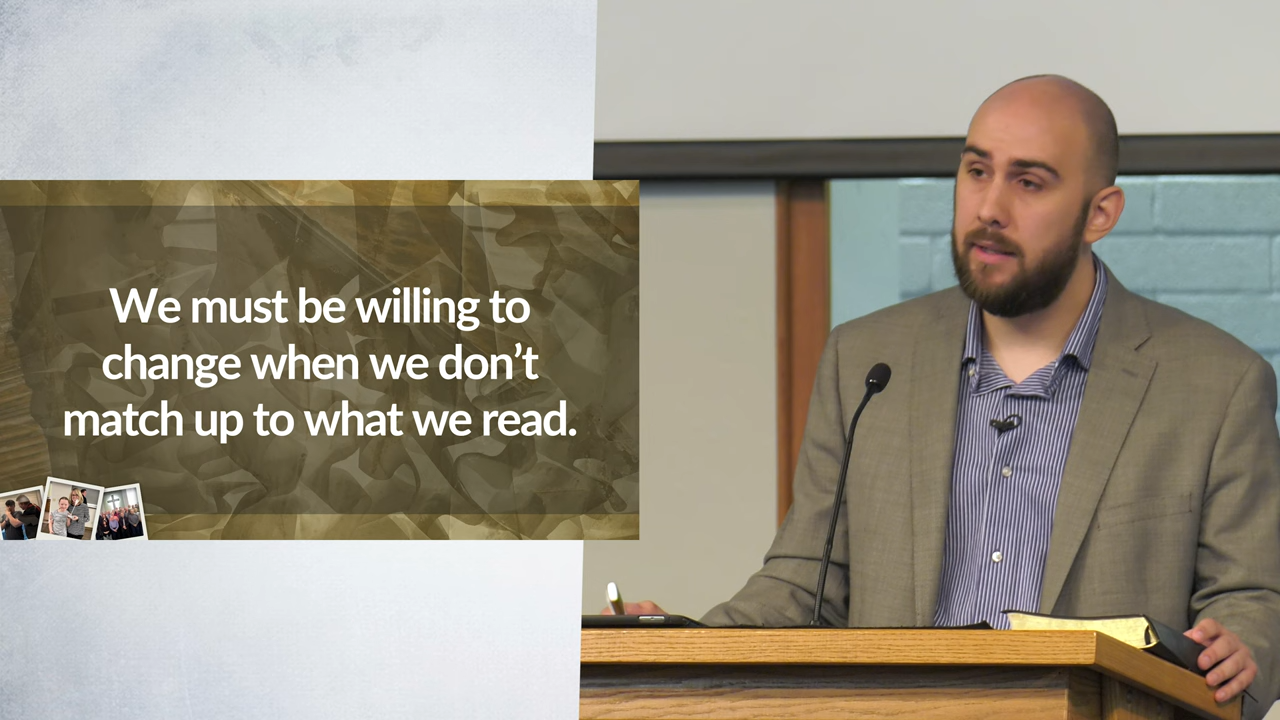 We must be willing to
change when we don’t
match up to what we read.